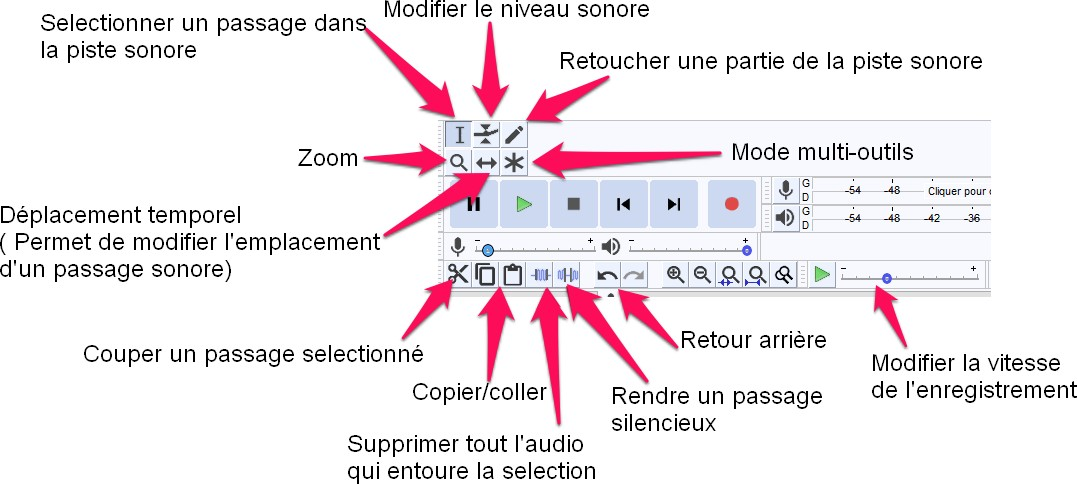 Modifier le niveau sonore
Selectionner un passage dans
la piste sonore
Retoucher une partie de la piste sonore
Zoom
Mode multi-outils
Déplacement temporel
( Permet de modifier l'emplacement
d'un passage sonore)
G
D
-54 -48 Cliquer pour
G
D
-54 -48 -42 -36
- + - +
- +
Couper un passage selectionné
Retour arrière
Modifier la vitesse
de l'enregistrement
Copier/coller
Rendre un passage
silencieux
Supprimer tout l'audio
qui entoure la selection